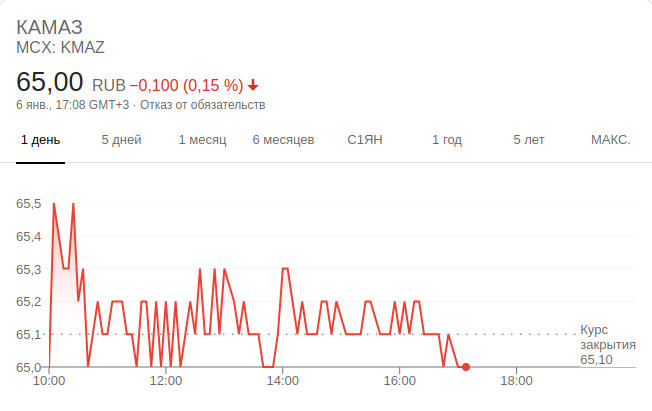 КАМАЗ
MCX: KMAZ
65,00 RUB −0,100 (0,15 %)
6 янв., 17:08 GMT+3 · Отказ от обязательств
1 день 5 дней 1 месяц 6 месяцев С1ЯН 1 год 5 лет МАКС.
65,5
65,4
65,3
65,2
65,1
65,0
Курс
закрытия
65,10
10:00 12:00 14:00 16:00 18:00